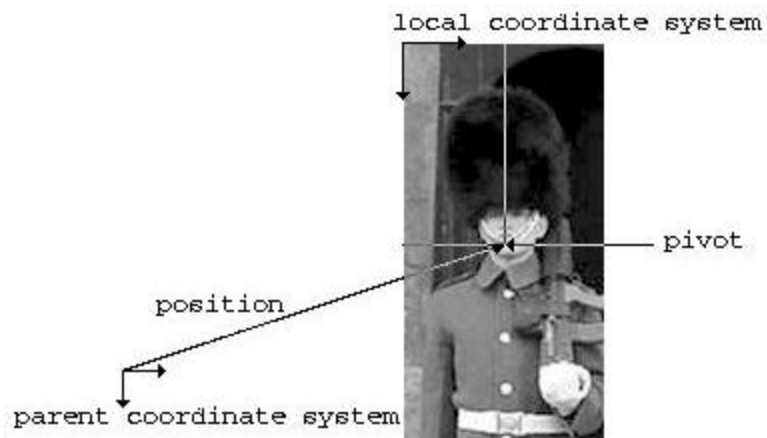 local coordinate system
pivot
position
parent coordinate system